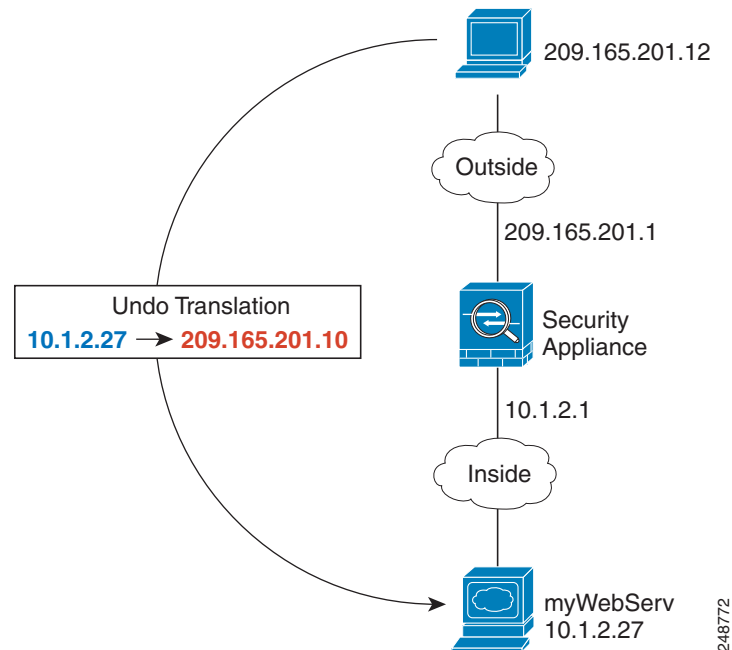 209.165.201.12
Outside
209.165.201.1
Undo Translation
10.1.2.27 → 209.165.201.10
Security
Appliance
10.1.2.1
Inside
myWebServ
10.1.2.27
248772